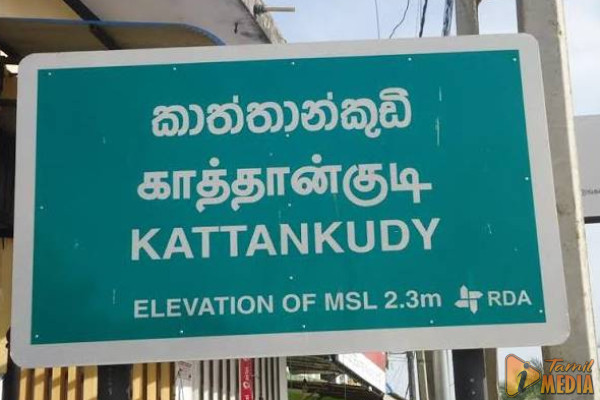 කාත්තාන්කුඩි
காத்தான்குடி
KATTANKUDY
ELEVATION OF MSL 2.3m RDA
Tamil
MEDIA